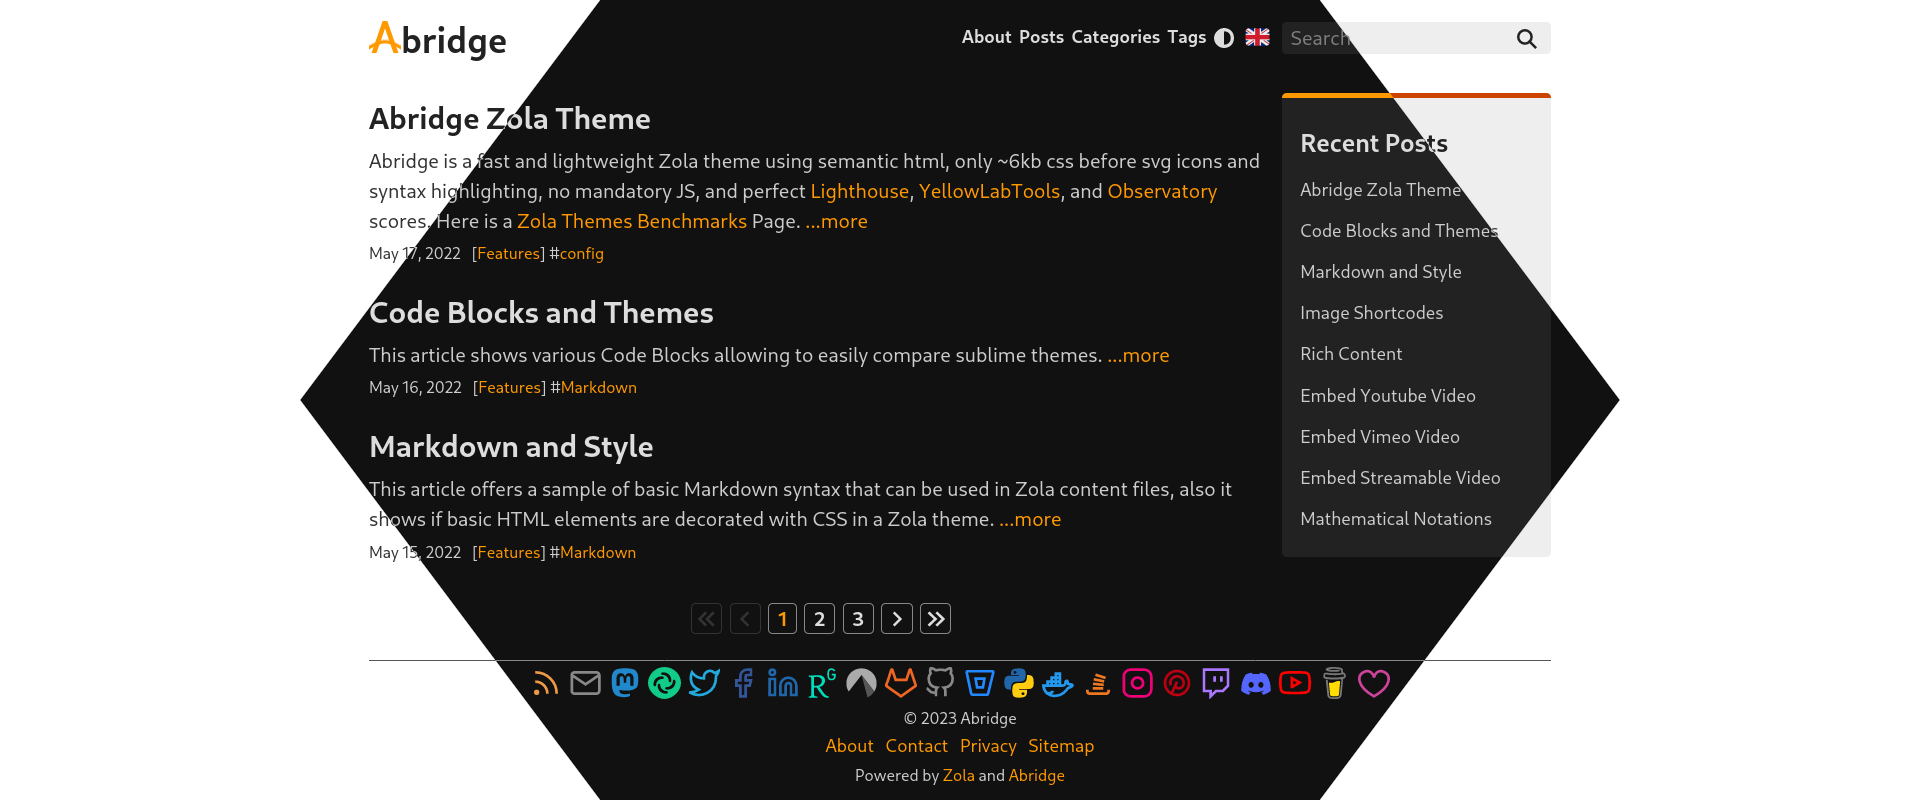 Abridge
About Posts Categories Tags
Search
Abridge Zola Theme
Abridge is a fast and lightweight Zola theme using semantic html, only ~6kb css before svg icons and
syntax highlighting, no mandatory JS, and perfect Lighthouse, YellowLabTools, and Observatory
scores. Here is a Zola Themes Benchmarks Page. ...more
May 17, 2022 [Features] #config
Code Blocks and Themes
This article shows various Code Blocks allowing to easily compare sublime themes. ...more
May 16, 2022 [Features] #Markdown
Markdown and Style
This article offers a sample of basic Markdown syntax that can be used in Zola content files, also it
shows if basic HTML elements are decorated with CSS in a Zola theme. ...more
May 15, 2022 [Features] #Markdown
« ‹ 1 2 3 › »
Recent Posts
Abridge Zola Theme
Code Blocks and Themes
Markdown and Style
Image Shortcodes
Rich Content
Embed Youtube Video
Embed Vimeo Video
Embed Streamable Video
Mathematical Notations
© 2023 Abridge
About Contact Privacy Sitemap
Powered by Zola and Abridge